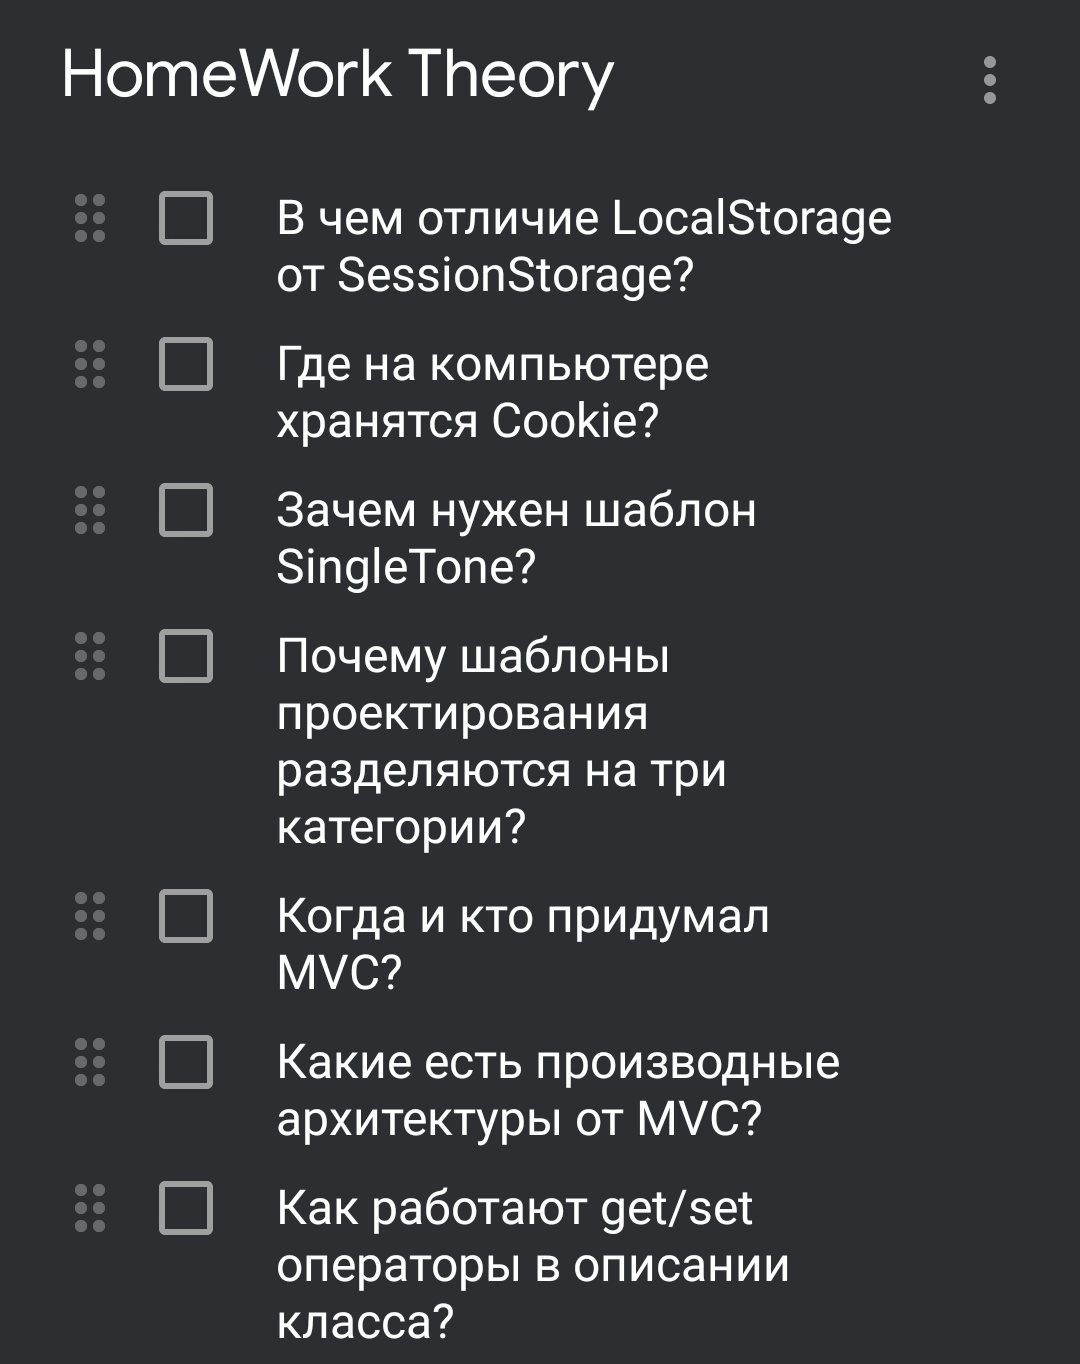 HomeWork Theory
В чем отличие LocalStorage
от SessionStorage?
Где на компьютере
хранятся Cookie?
Зачем нужен шаблон
SingleTone?
Почему шаблоны
проектирования
разделяются на три
категории?
Когда и кто придумал
MVC?
Какие есть производные
архитектуры от MVC?
Как работают get/set
операторы в описании
класса?